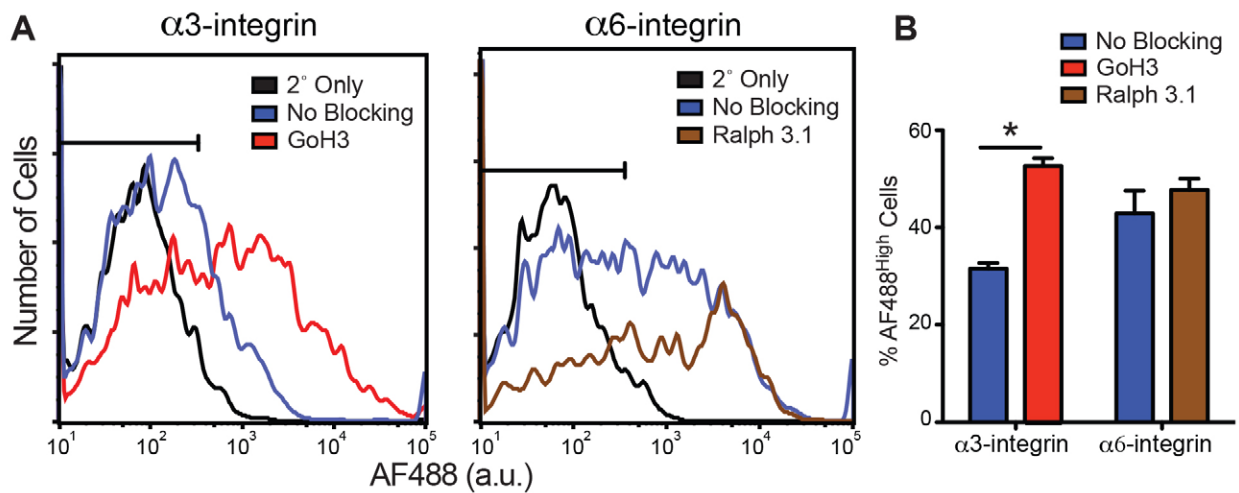 A
α3-integrin
2° Only
No Blocking
GoH3
Number of Cells
10¹ 10² 10³ 10⁴ 10⁵
α6-integrin
2° Only
No Blocking
Ralph 3.1
10¹ 10² 10³ 10⁴ 10⁵
AF488 (a.u.)
B
No Blocking
GoH3
Ralph 3.1
% AF488ᴴⁱᵍʰ Cells
60
40
20
0
*
α3-integrin α6-integrin